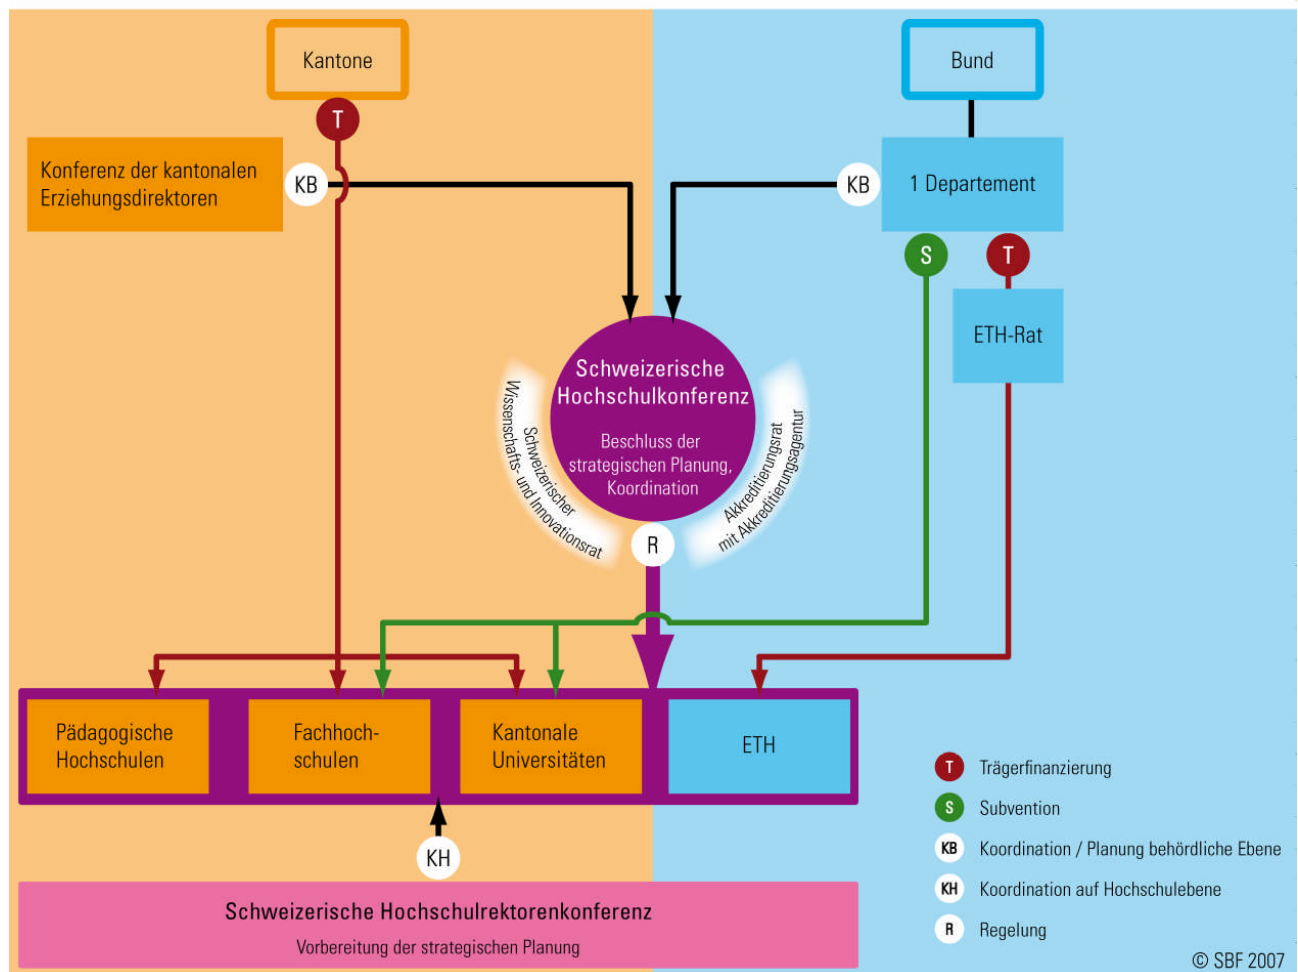 Kantone
Bund
T
Konferenz der kantonalen
Erziehungsdirektoren
KB
KB
1 Departement
S
T
ETH-Rat
Schweizerische
Hochschulkonferenz
Beschluss der
strategischen Planung,
Koordination
Schweizerischer
Wissenschafts- und Innovationsrat
Akkreditierungsrat
mit Akkreditierungsagentur
R
Pädagogische
Hochschulen
Fachhoch-
schulen
Kantonale
Universitäten
ETH
KH
Schweizerische Hochschulrektorenkonferenz
Vorbereitung der strategischen Planung
T Trägerfinanzierung
S Subvention
KB Koordination / Planung behördliche Ebene
KH Koordination auf Hochschulebene
R Regelung
© SBF 2007